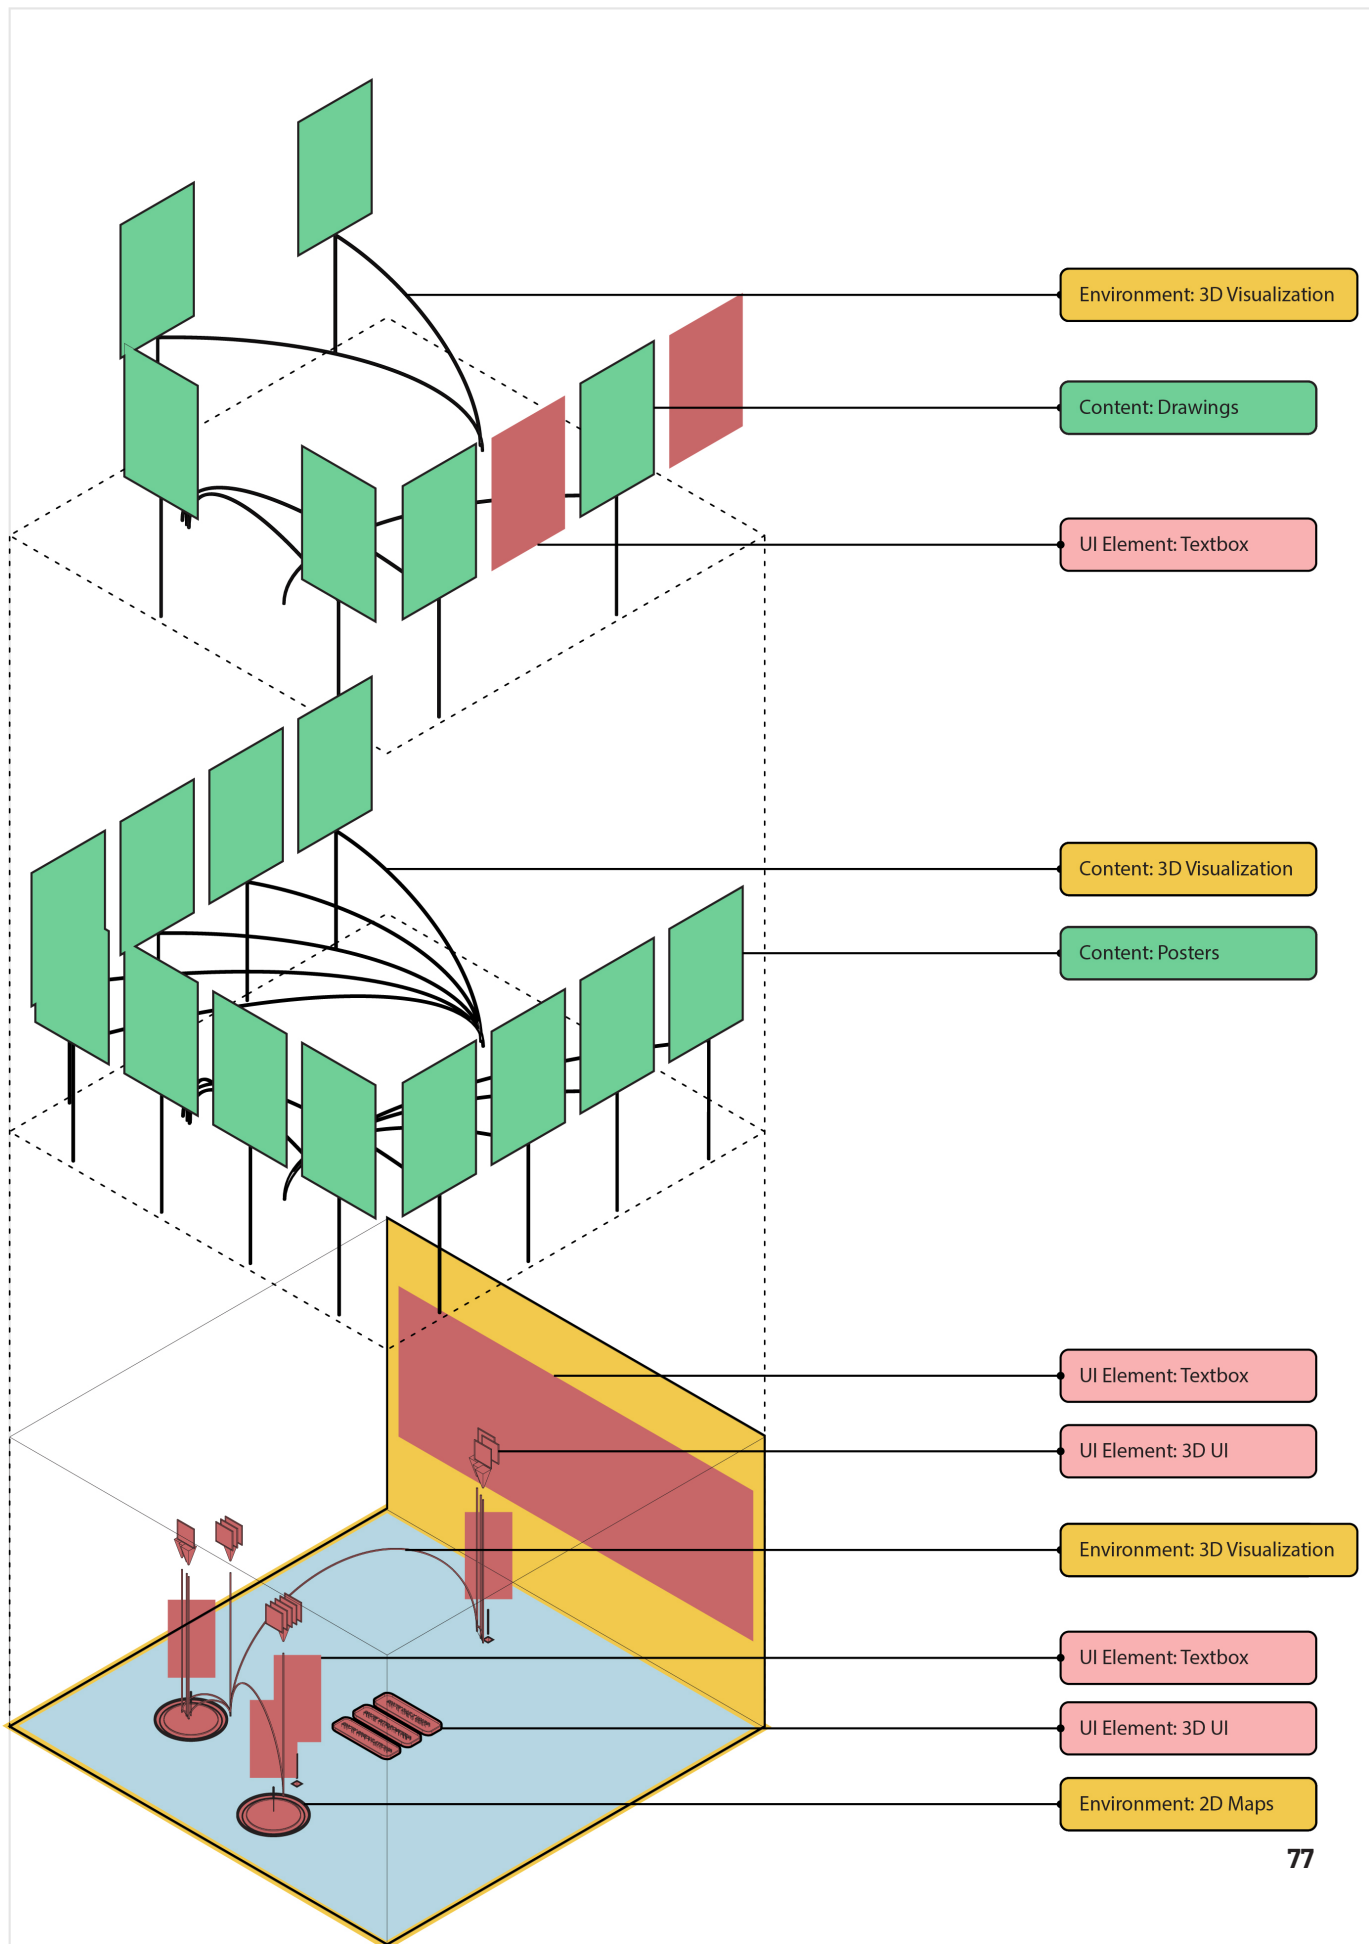 Environment: 3D Visualization
Content: Drawings
UI Element: Textbox
Content: 3D Visualization
Content: Posters
UI Element: Textbox
UI Element: 3D UI
Environment: 3D Visualization
UI Element: Textbox
UI Element: 3D UI
Environment: 2D Maps
77